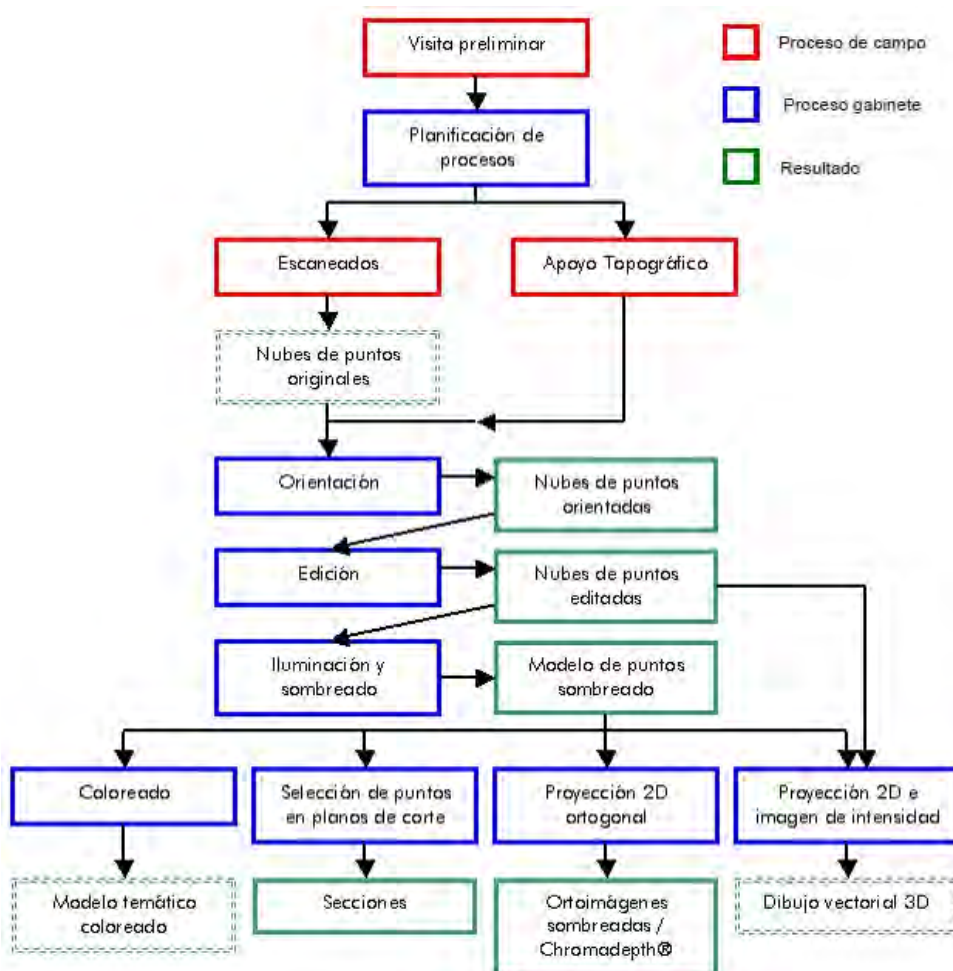 Visita preliminar
Proceso de campo
Planificación de
procesos
Proceso gabinete
Resultado
Escaneados
Apoyo Topográfico
Nubes de puntos
originales
Orientación
Nubes de puntos
orientadas
Edición
Nubes de puntos
editadas
Iluminación y
sombreado
Modelo de puntos
sombreado
Coloreado
Selección de puntos
en planos de corte
Proyección 2D
ortogonal
Proyección 2D e
imagen de intensidad
Modelo temático
coloreado
Secciones
Ortoimágenes
sombreadas /
Chromadepth®
Dibujo vectorial 3D